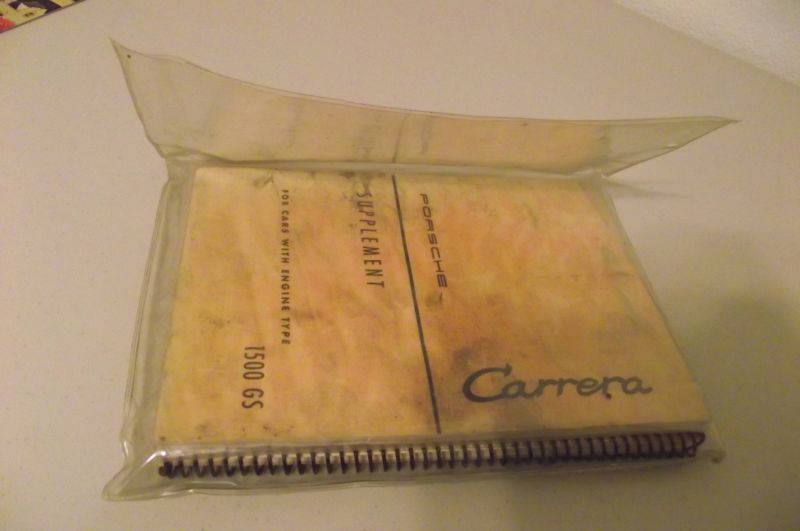 PORSCHE
Carrera
SUPPLEMENT
FOR CARS WITH ENGINE TYPE
1500 GS